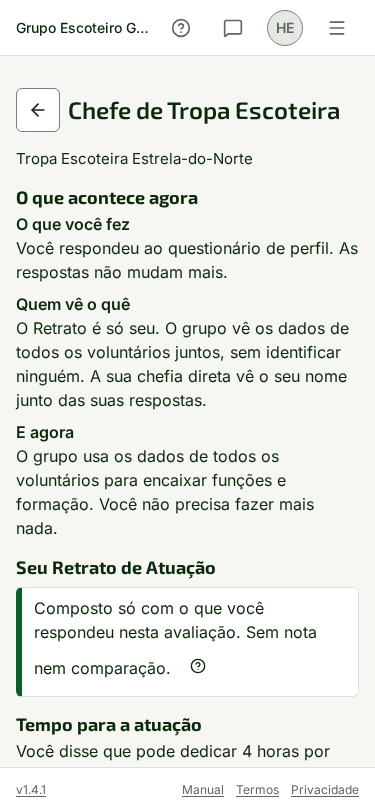 Grupo Escoteiro G...
HE
Chefe de Tropa Escoteira
Tropa Escoteira Estrela-do-Norte
O que acontece agora
O que você fez
Você respondeu ao questionário de perfil. As
respostas não mudam mais.
Quem vê o quê
O Retrato é só seu. O grupo vê os dados de
todos os voluntários juntos, sem identificar
ninguém. A sua chefia direta vê o seu nome
junto das suas respostas.
E agora
O grupo usa os dados de todos os
voluntários para encaixar funções e
formação. Você não precisa fazer mais
nada.
Seu Retrato de Atuação
Composto só com o que você
respondeu nesta avaliação. Sem nota
nem comparação.
Tempo para a atuação
Você disse que pode dedicar 4 horas por
v1.4.1 Manual Termos Privacidade